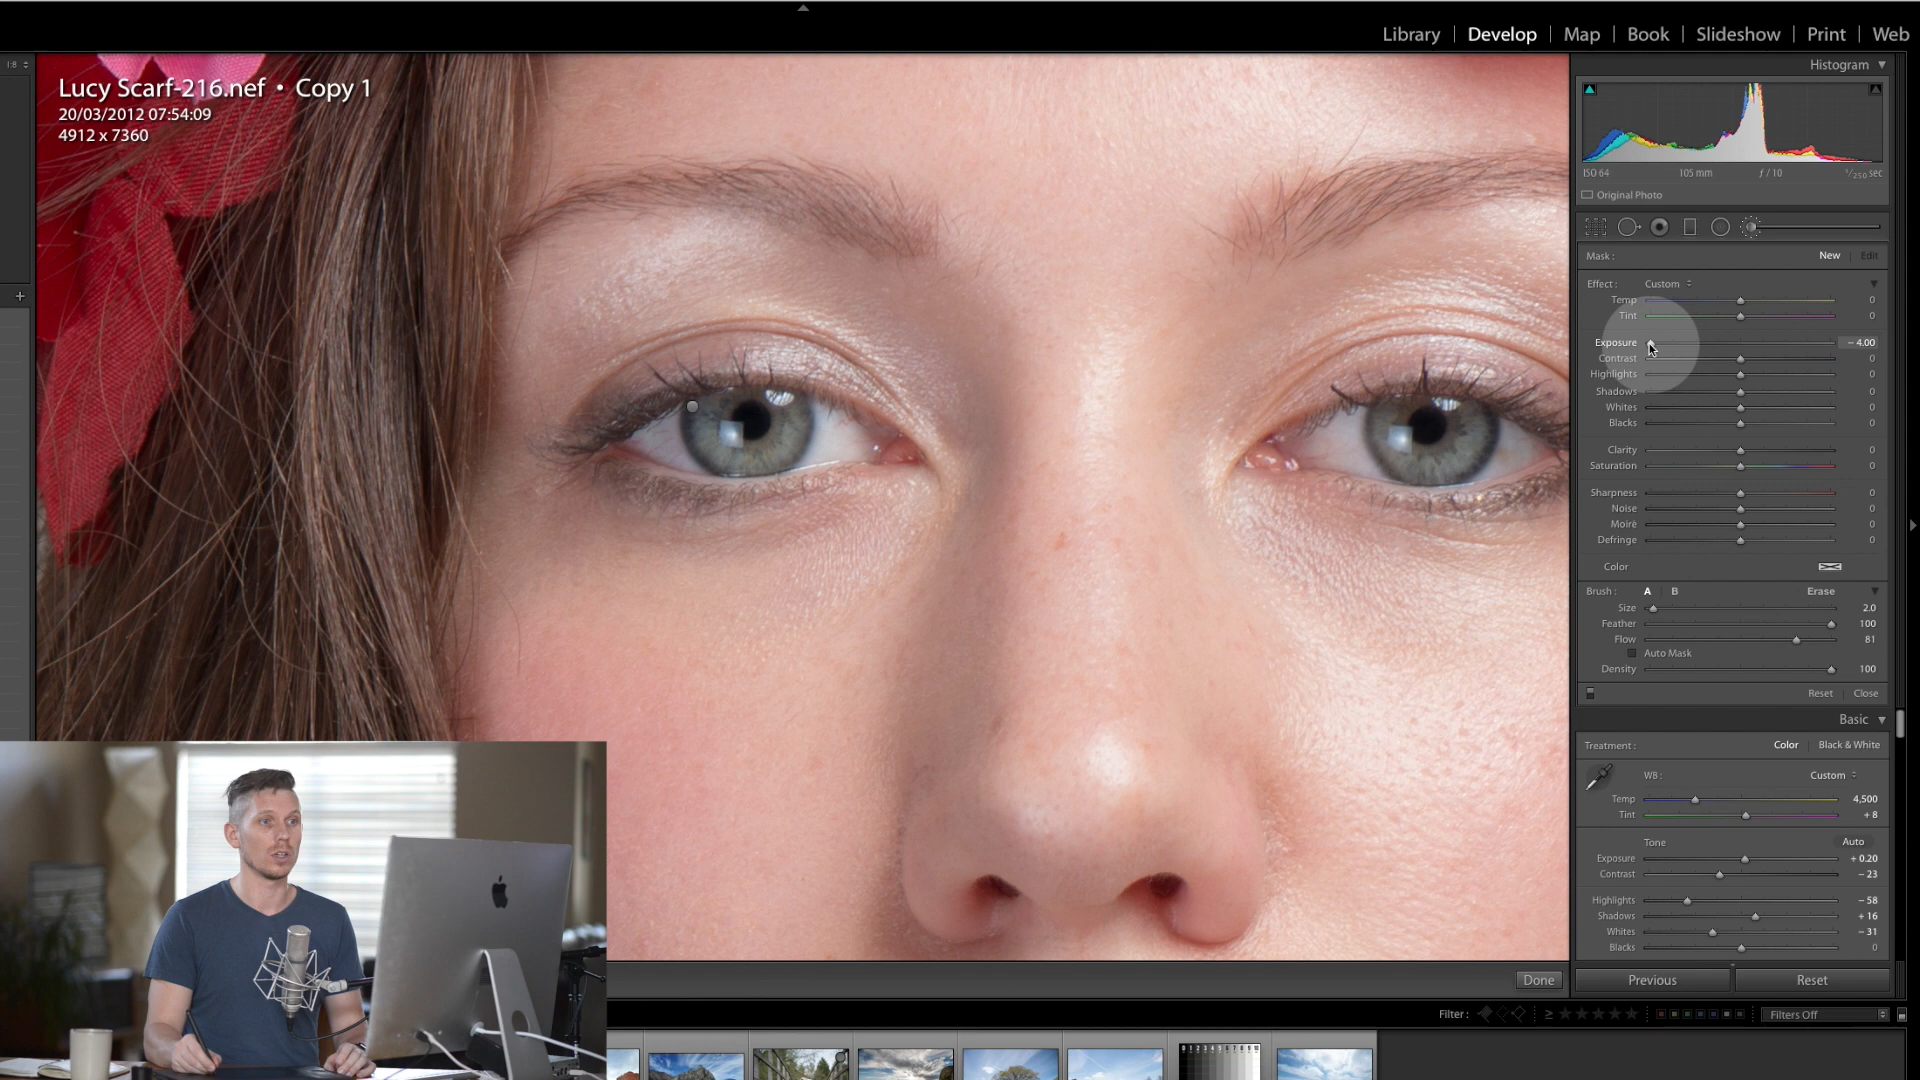 Library | Develop | Map | Book | Slideshow | Print | Web
1:8
Lucy Scarf-216.nef • Copy 1
20/03/2012 07:54:09
4912 x 7360
Histogram
ISO 64 105 mm ƒ / 10 1/250 sec
Original Photo
Mask : New | Edit
Effect : Custom
Temp 0
Tint 0
Exposure – 4.00
Contrast 0
Highlights 0
Shadows 0
Whites 0
Blacks 0
Clarity 0
Saturation 0
Sharpness 0
Noise 0
Moiré 0
Defringe 0
Color
Brush : A | B Erase
Size 2.0
Feather 100
Flow 81
Auto Mask
Density 100
Reset | Close
Basic
Treatment : Color | Black & White
WB : Custom
Temp 4,500
Tint + 8
Tone Auto
Exposure + 0.20
Contrast – 23
Highlights – 58
Shadows + 16
Whites – 31
Blacks 0
Done
Previous Reset
Filter : ≥ Filters Off